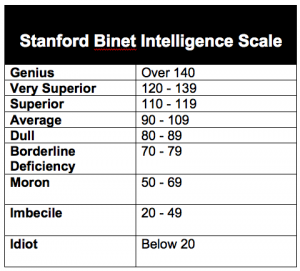 Stanford Binet Intelligence Scale
Genius Over 140
Very Superior 120 - 139
Superior 110 - 119
Average 90 - 109
Dull 80 - 89
Borderline 70 - 79
Deficiency
Moron 50 - 69
Imbecile 20 - 49
Idiot Below 20